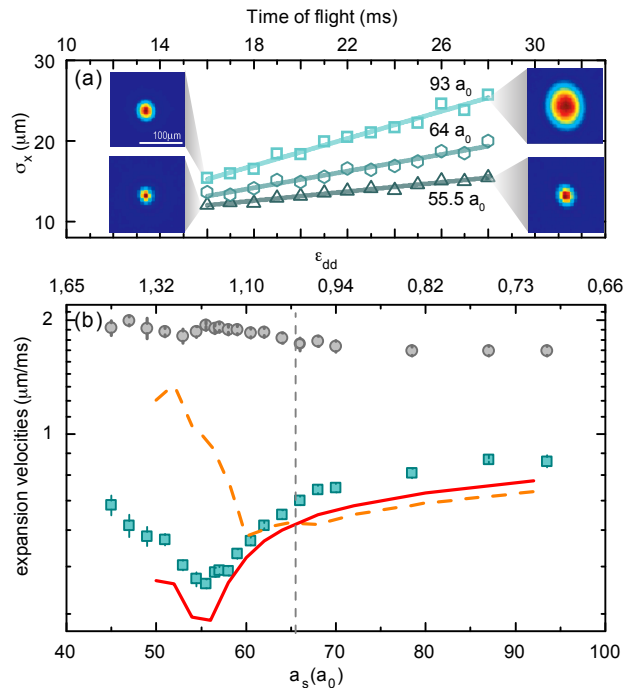 Time of flight (ms)
10 14 18 22 26 30
(a)
30
20
10
σx (μm)
100μm
93 a0
64 a0
55.5 a0
εdd
1,65 1,32 1,10 0,94 0,82 0,73 0,66
(b)
2
1
expansion velocities (μm/ms)
40 50 60 70 80 90 100
as(a0)